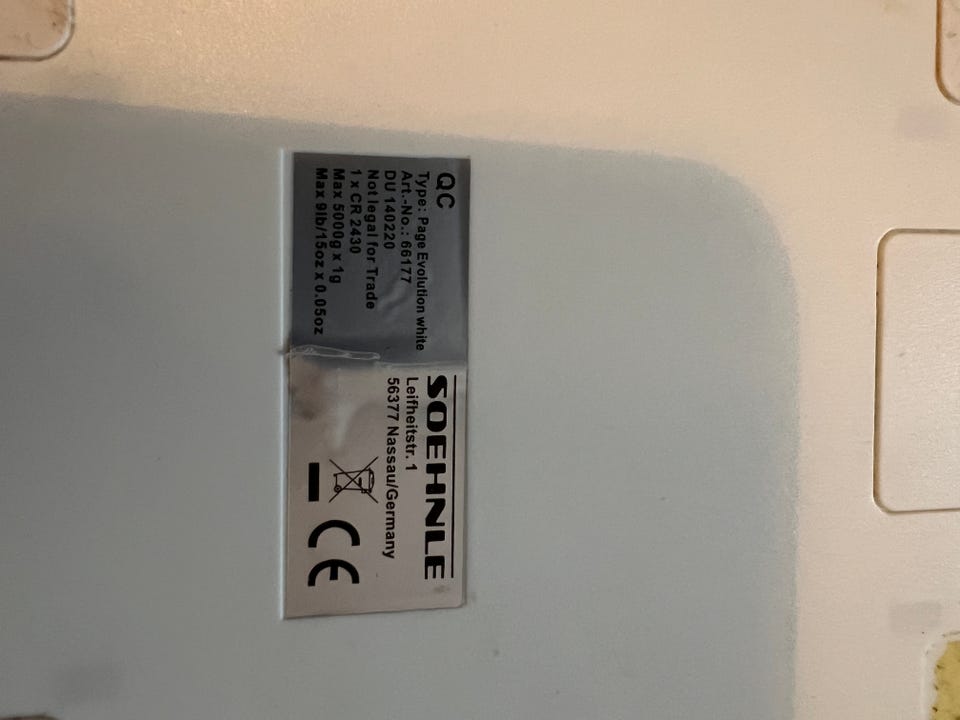 QC
Type: Page Evolution white
Art.-No.: 66177
DU 140220
Not legal for Trade
1 x CR 2430
Max 5000g x 1g
Max 9lb/15oz x 0.05oz
SOEHNLE
Leifheitstr. 1
56377 Nassau/Germany
CE